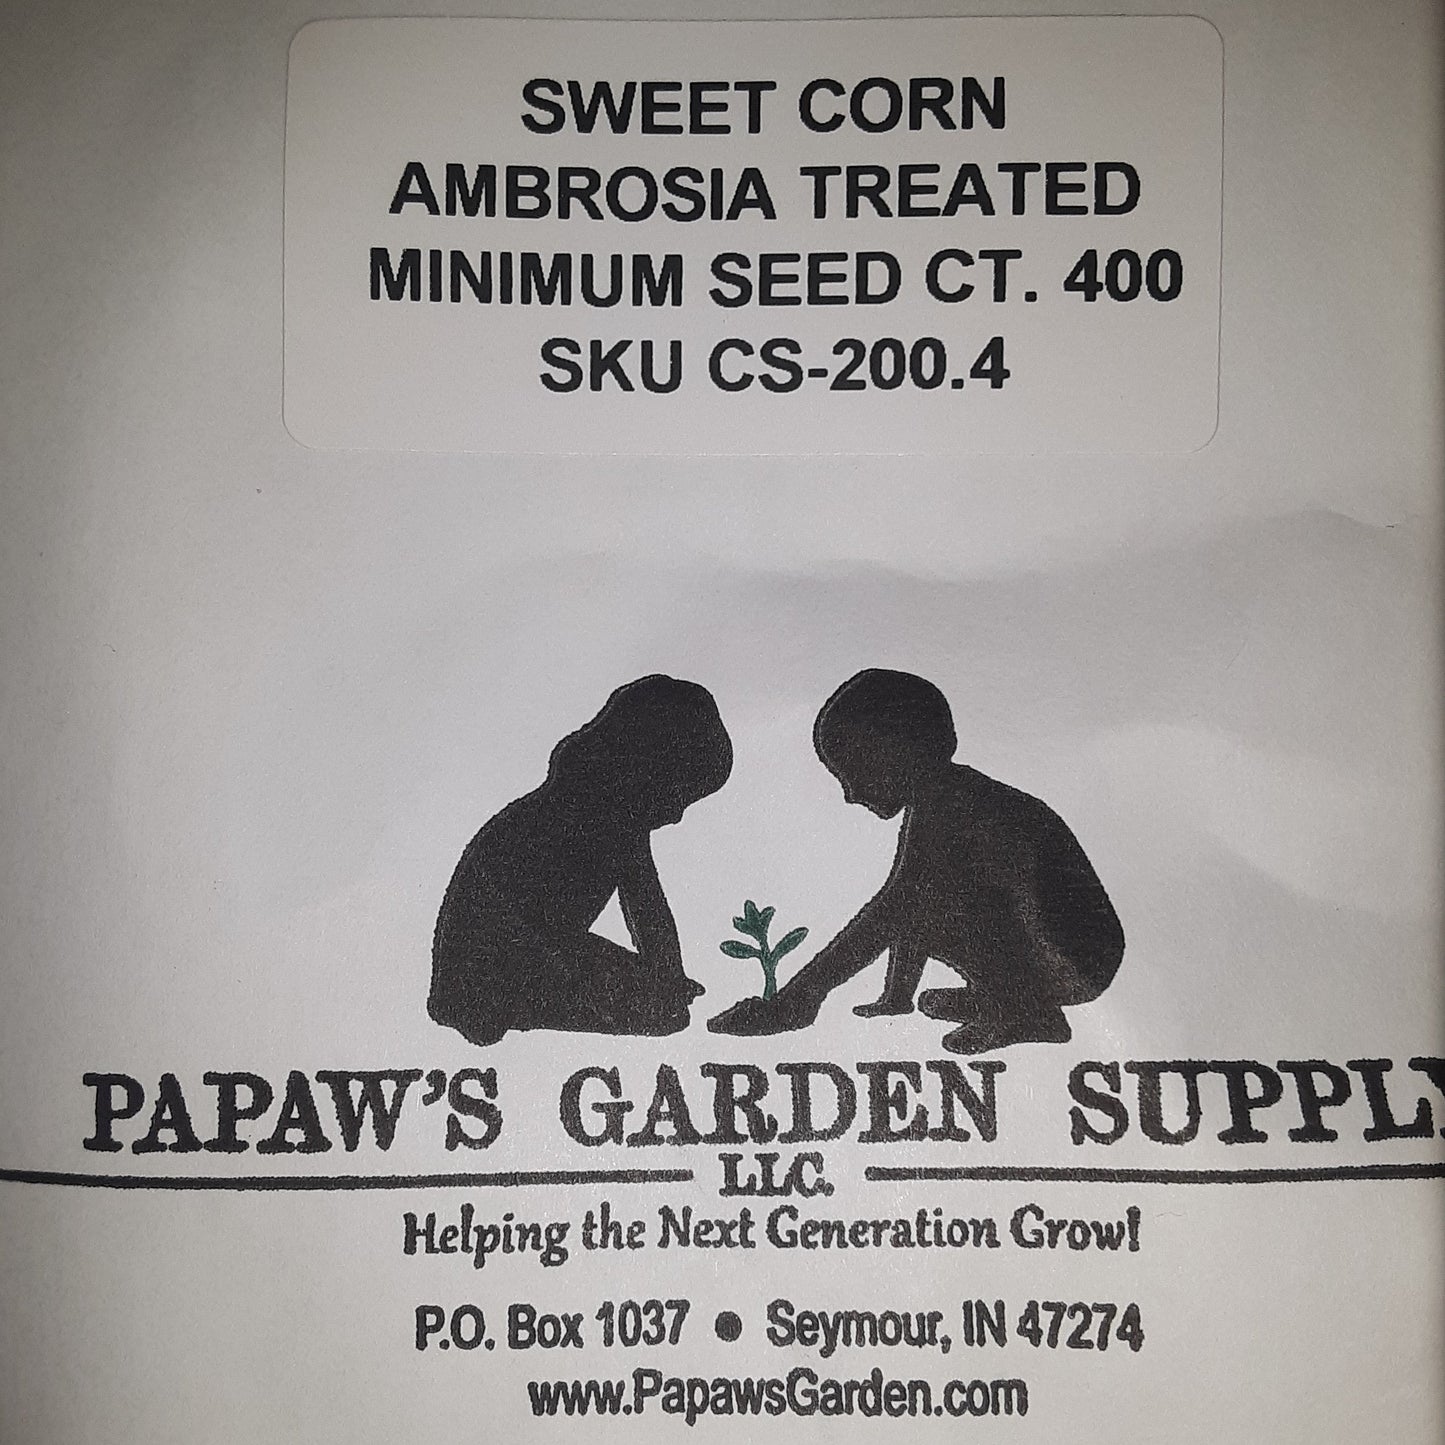 SWEET CORN
AMBROSIA TREATED
MINIMUM SEED CT. 400
SKU CS-200.4
PAPAW'S GARDEN SUPPLY
LLC.
Helping the Next Generation Grow!
P.O. Box 1037 • Seymour, IN 47274
www.PapawsGarden.com